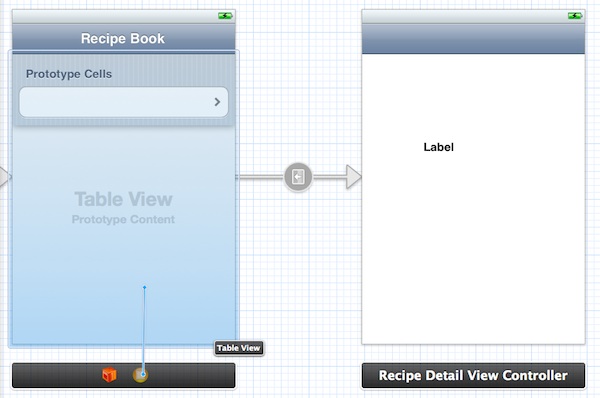 Recipe Book
Prototype Cells
Table View
Prototype Content
Table View
Label
Recipe Detail View Controller